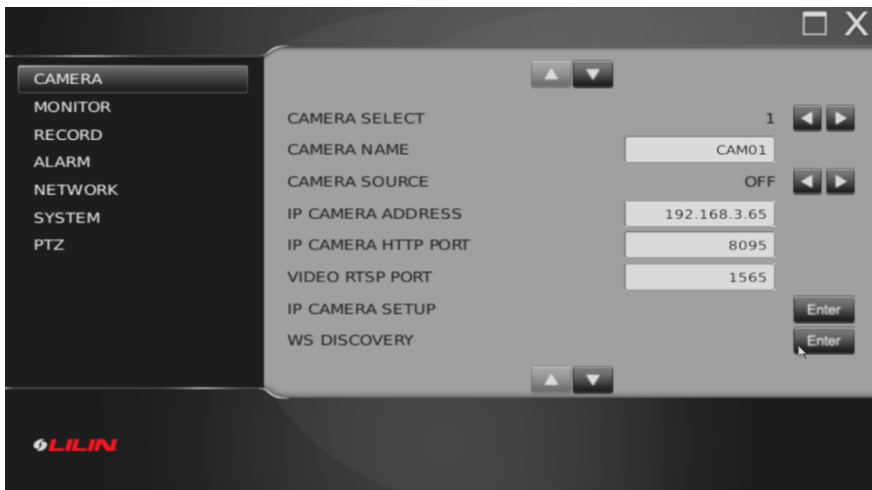 CAMERA
MONITOR
RECORD
ALARM
NETWORK
SYSTEM
PTZ
CAMERA SELECT 1
CAMERA NAME CAM01
CAMERA SOURCE OFF
IP CAMERA ADDRESS 192.168.3.65
IP CAMERA HTTP PORT 8095
VIDEO RTSP PORT 1565
IP CAMERA SETUP Enter
WS DISCOVERY Enter
LILIN